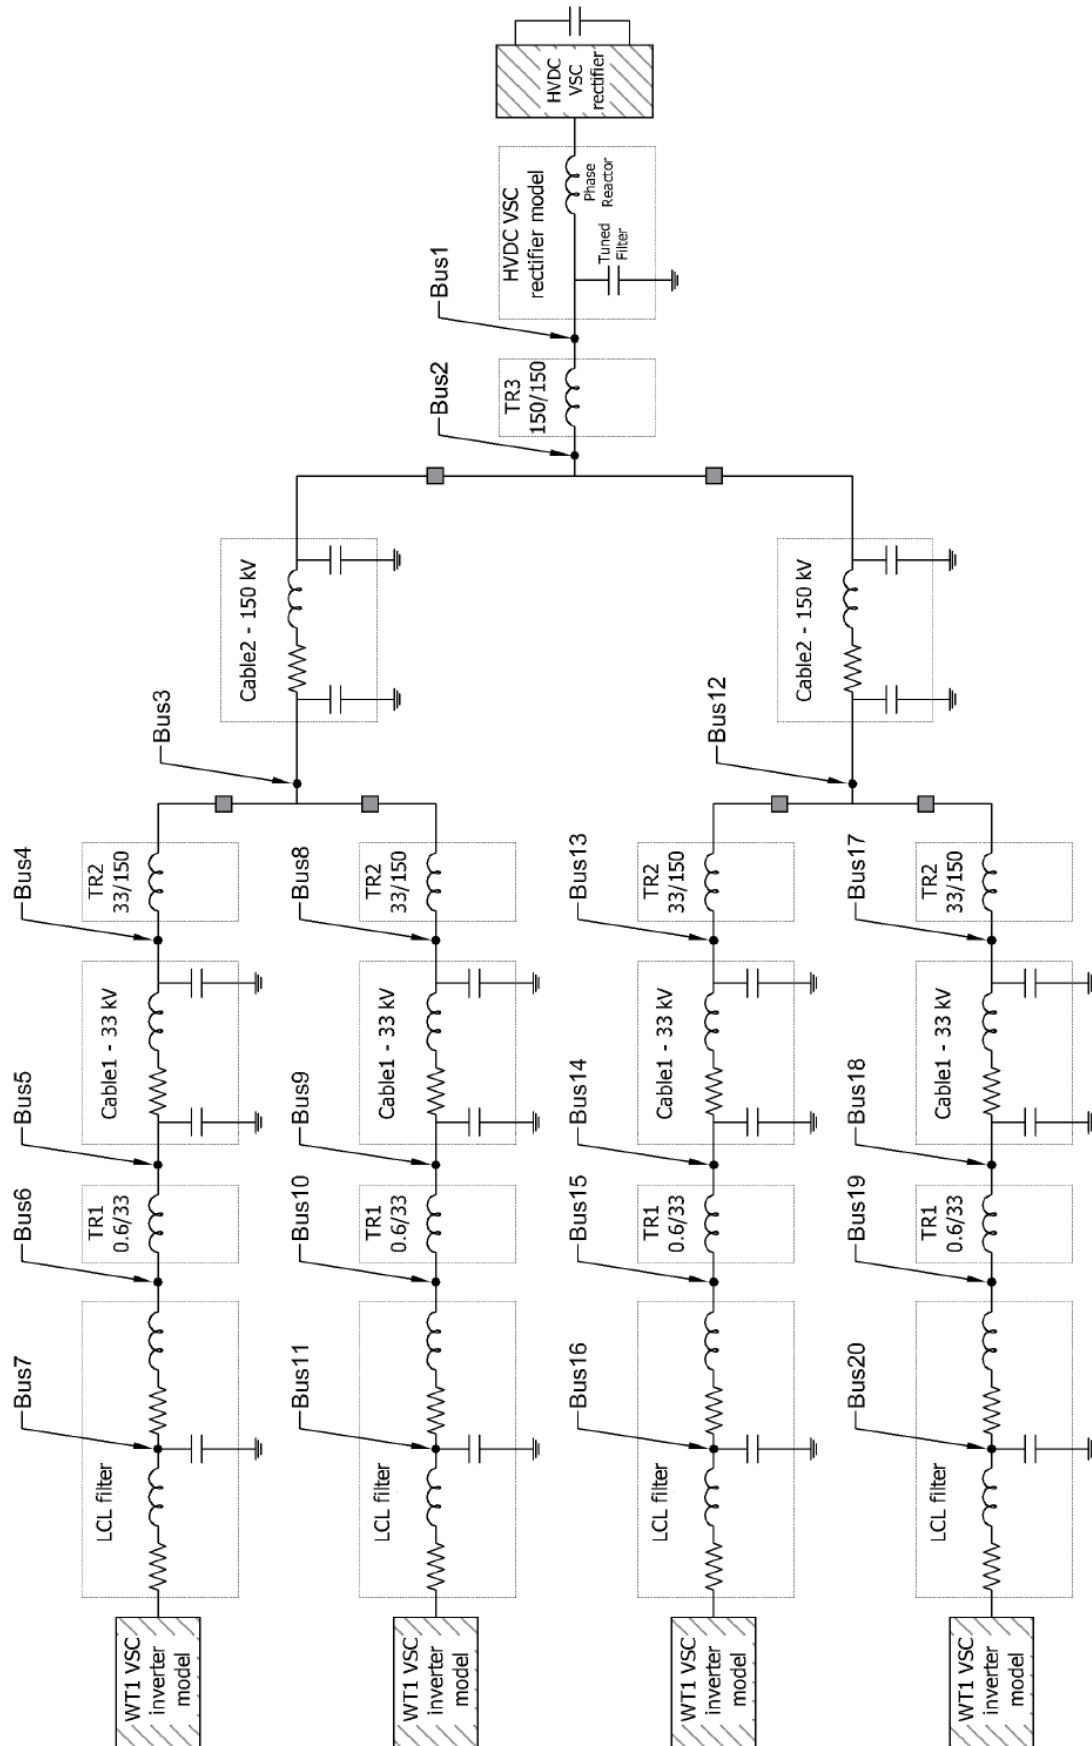 HVDC
VSC
rectifier
HVDC VSC
rectifier model
Phase
Reactor
Tuned
Filter
Bus1
TR3
150/150
Bus2
Cable2 - 150 kV
Cable2 - 150 kV
Bus3
Bus12
TR2
33/150
TR2
33/150
TR2
33/150
TR2
33/150
Bus4
Bus8
Bus13
Bus17
Cable1 - 33 kV
Cable1 - 33 kV
Cable1 - 33 kV
Cable1 - 33 kV
Bus5
Bus9
Bus14
Bus18
TR1
0.6/33
TR1
0.6/33
TR1
0.6/33
TR1
0.6/33
Bus6
Bus10
Bus15
Bus19
Bus7
Bus11
Bus16
Bus20
LCL filter
LCL filter
LCL filter
LCL filter
WT1 VSC
inverter
model
WT1 VSC
inverter
model
WT1 VSC
inverter
model
WT1 VSC
inverter
model